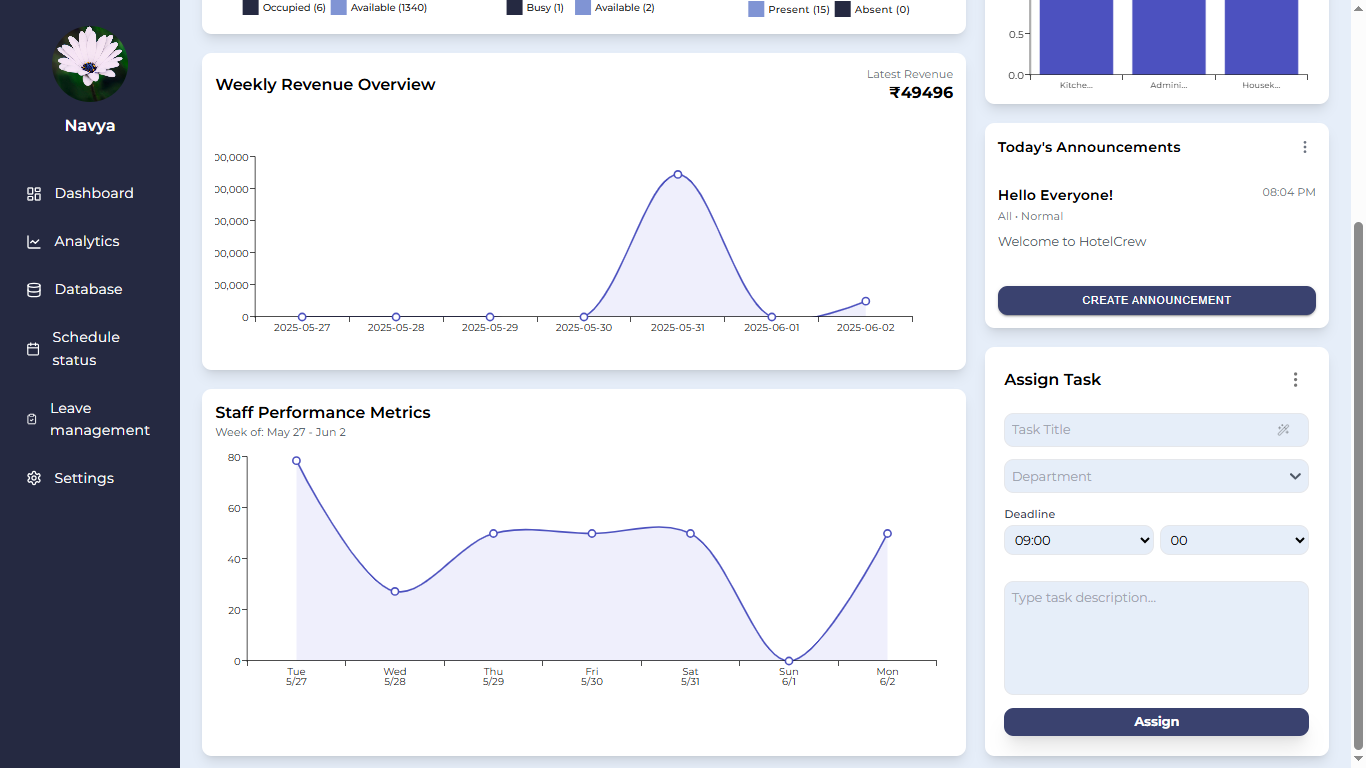 Navya
Dashboard
Analytics
Database
Schedule
status
Leave
management
Settings
Occupied (6) Available (1340)
Busy (1) Available (2)
Present (15) Absent (0)
Weekly Revenue Overview
Latest Revenue
₹49496
00,000
00,000
00,000
00,000
00,000
0
2025-05-27 2025-05-28 2025-05-29 2025-05-30 2025-05-31 2025-06-01 2025-06-02
Staff Performance Metrics
Week of: May 27 - Jun 2
80
60
40
20
0
Tue Wed Thu Fri Sat Sun Mon
5/27 5/28 5/29 5/30 5/31 6/1 6/2
0.5
0.0
Kitche... Admini... Housek...
Today's Announcements
Hello Everyone! 08:04 PM
All • Normal
Welcome to HotelCrew
CREATE ANNOUNCEMENT
Assign Task
Task Title
Department
Deadline
09:00 00
Type task description...
Assign